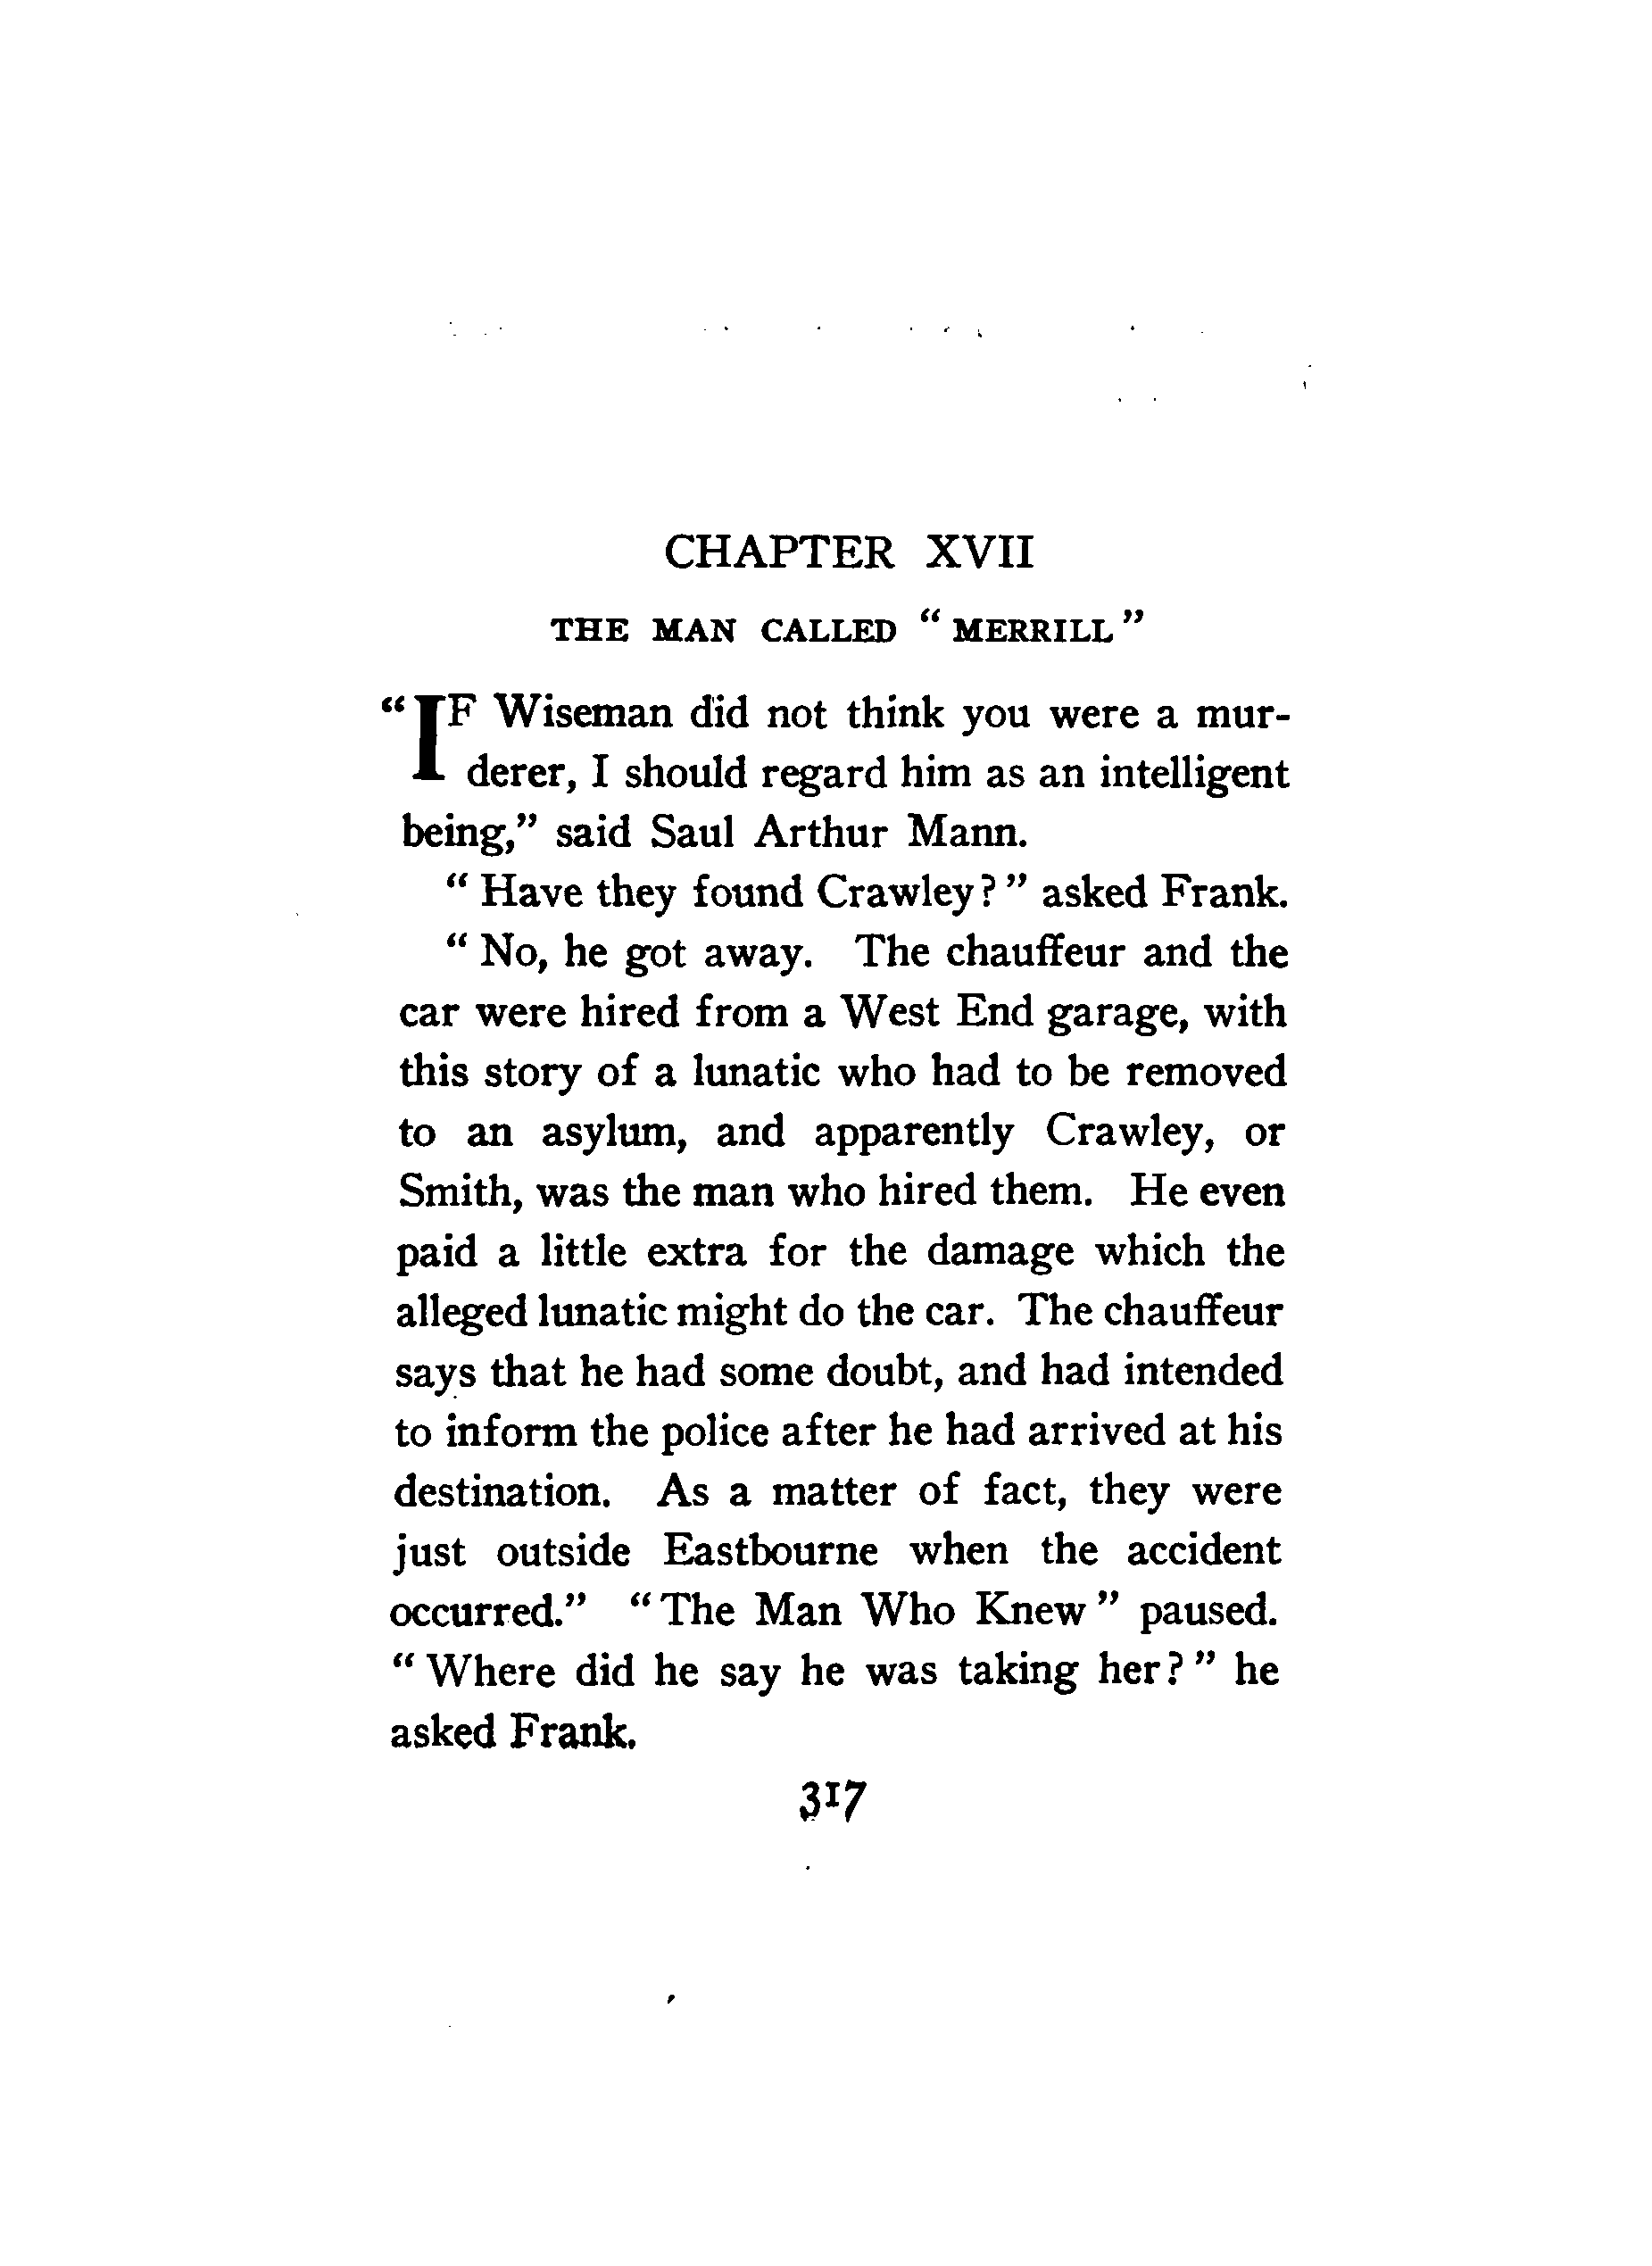 CHAPTER XVII
THE MAN CALLED “ MERRILL ”
“ IF Wiseman did not think you were a mur-
derer, I should regard him as an intelligent
being,” said Saul Arthur Mann.
“ Have they found Crawley? ” asked Frank.
“ No, he got away. The chauffeur and the
car were hired from a West End garage, with
this story of a lunatic who had to be removed
to an asylum, and apparently Crawley, or
Smith, was the man who hired them. He even
paid a little extra for the damage which the
alleged lunatic might do the car. The chauffeur
says that he had some doubt, and had intended
to inform the police after he had arrived at his
destination. As a matter of fact, they were
just outside Eastbourne when the accident
occurred.” “ The Man Who Knew ” paused.
“ Where did he say he was taking her? ” he
asked Frank.
317